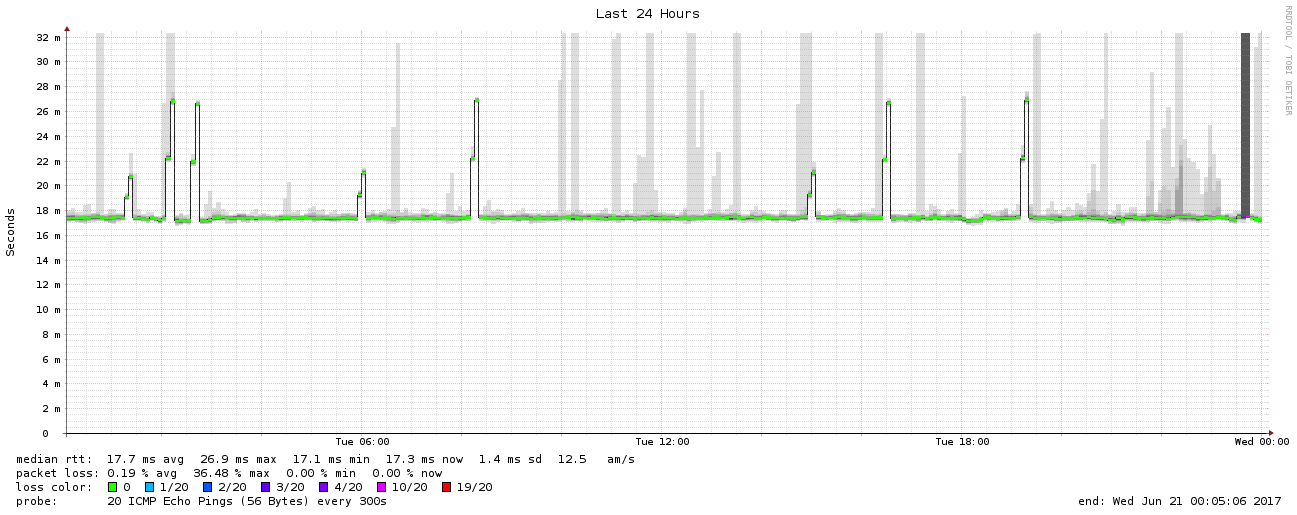 Last 24 Hours
RRDTOOL / TOBI OETIKER
Seconds
32 m
30 m
28 m
26 m
24 m
22 m
20 m
18 m
16 m
14 m
12 m
10 m
8 m
6 m
4 m
2 m
0
Tue 06:00 Tue 12:00 Tue 18:00 Wed 00:00
median rtt: 17.7 ms avg 26.9 ms max 17.1 ms min 17.3 ms now 1.4 ms sd 12.5 am/s
packet loss: 0.19 % avg 36.48 % max 0.00 % min 0.00 % now
loss color: 0 1/20 2/20 3/20 4/20 10/20 19/20
probe: 20 ICMP Echo Pings (56 Bytes) every 300s end: Wed Jun 21 00:05:06 2017